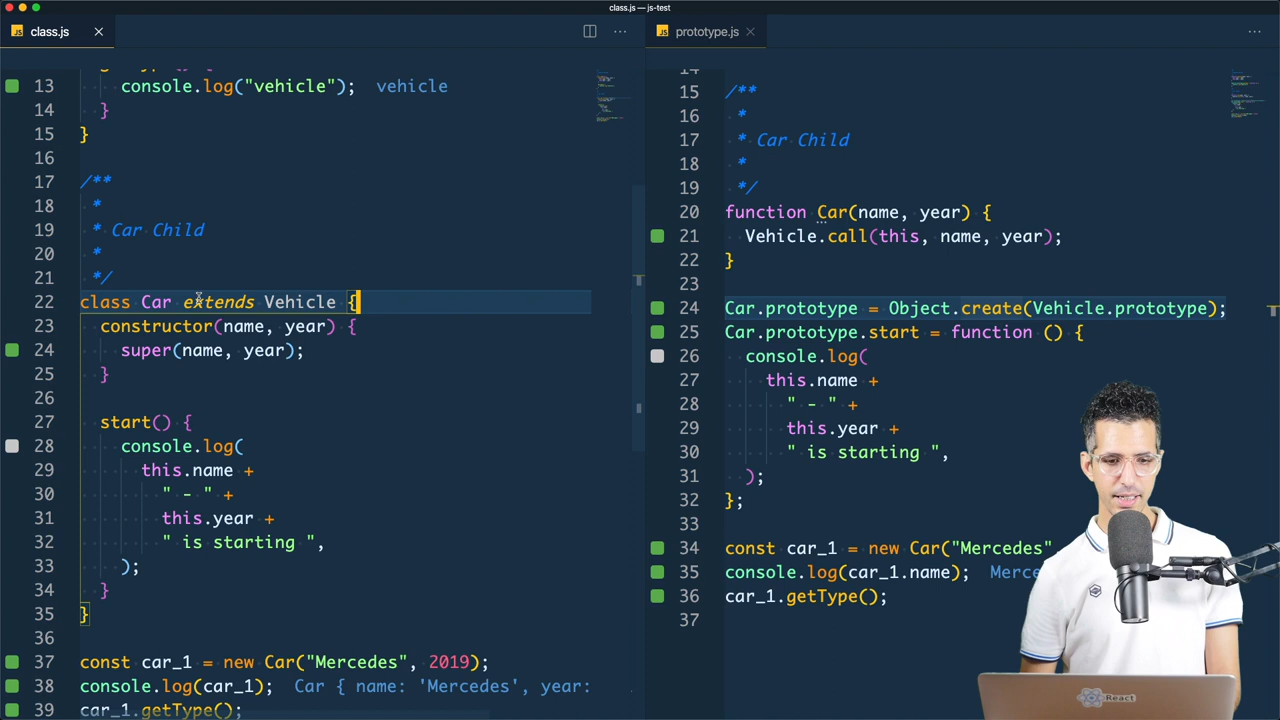 class.js — js-test
JS class.js
JS prototype.js
13 console.log("vehicle"); vehicle
14 }
15 }
16
17 /**
18 *
19 * Car Child
20 *
21 */
22 class Car extends Vehicle {
23 constructor(name, year) {
24 super(name, year);
25 }
26
27 start() {
28 console.log(
29 this.name +
30 " - " +
31 this.year +
32 " is starting ",
33 );
34 }
35 }
36
37 const car_1 = new Car("Mercedes", 2019);
38 console.log(car_1); Car { name: 'Mercedes', year:
39 car_1.getType();
14
15 /**
16 *
17 * Car Child
18 *
19 */
20 function Car(name, year) {
21 Vehicle.call(this, name, year);
22 }
23
24 Car.prototype = Object.create(Vehicle.prototype);
25 Car.prototype.start = function () {
26 console.log(
27 this.name +
28 " - " +
29 this.year +
30 " is starting ",
31 );
32 };
33
34 const car_1 = new Car("Mercedes"
35 console.log(car_1.name); Merce
36 car_1.getType();
37
React